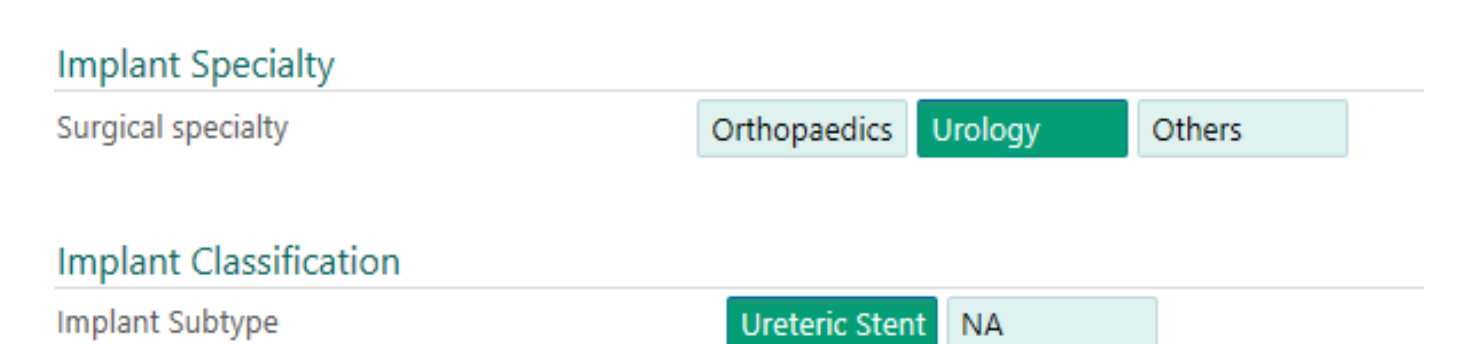 Implant Specialty
Surgical specialty Orthopaedics Urology Others
Implant Classification
Implant Subtype Ureteric Stent NA